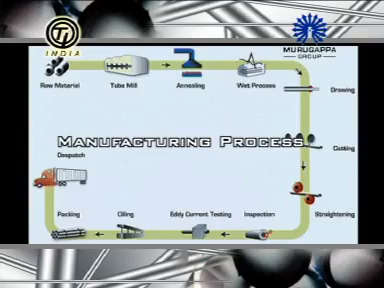 TI
INDIA
MURUGAPPA
GROUP
Raw Material
Tube Mill
Annealing
Wet Process
Drawing
MANUFACTURING PROCESS
Cutting
Despatch
Packing
Oiling
Eddy Current Testing
Inspection
Straightening